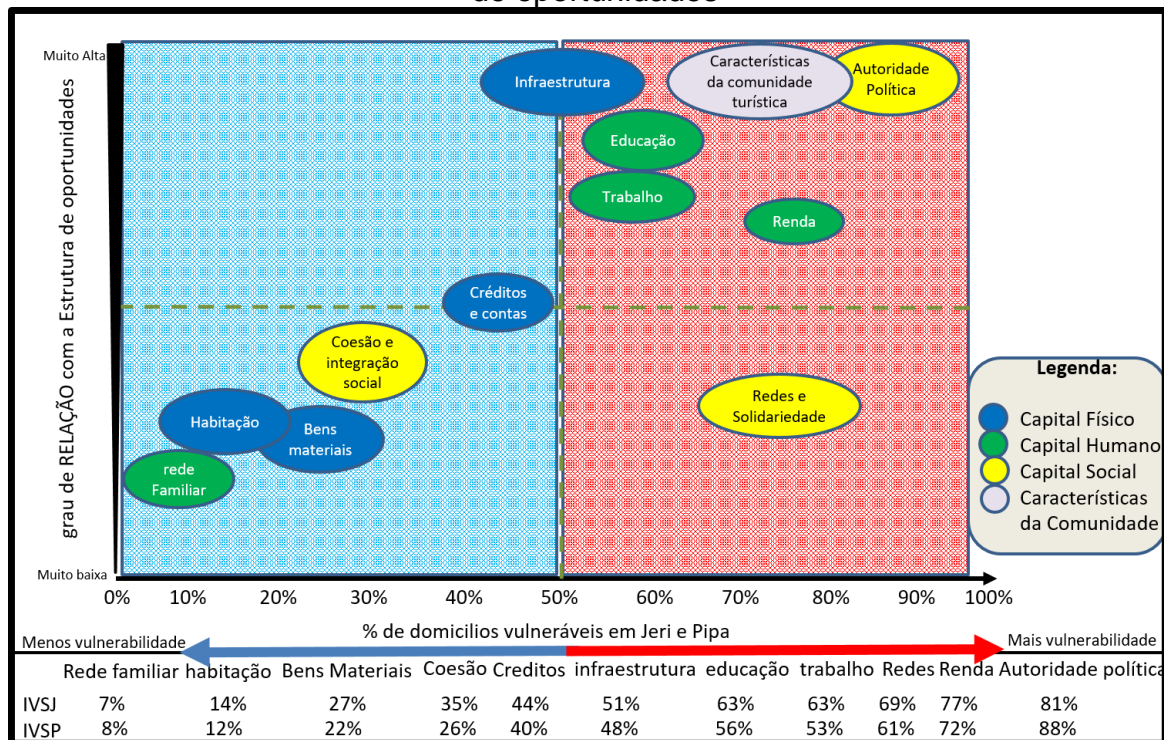 de oportunidades
Muito Alta
grau de RELAÇÃO com a Estrutura de oportunidades
Muito baixa
Infraestrutura
Características
da comunidade
turística
Autoridade
Política
Educação
Trabalho
Renda
Créditos
e contas
Coesão e
integração
social
Redes e
Solidariedade
Habitação
Bens
materiais
rede
Familiar
Legenda:
Capital Físico
Capital Humano
Capital Social
Características
da Comunidade
0% 10% 20% 30% 40% 50% 60% 70% 80% 90% 100%
% de domicilios vulneráveis em Jeri e Pipa
Menos vulnerabilidade
Mais vulnerabilidade
Rede familiar habitação Bens Materiais Coesão Creditos infraestrutura educação trabalho Redes Renda Autoridade política
IVSJ 7% 14% 27% 35% 44% 51% 63% 63% 69% 77% 81%
IVSP 8% 12% 22% 26% 40% 48% 56% 53% 61% 72% 88%